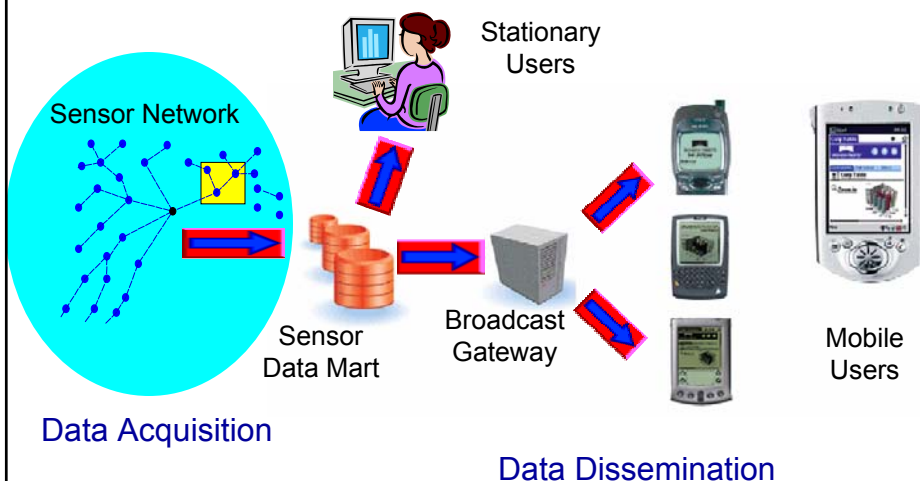 Stationary
Users
Sensor Network
Sensor
Data Mart
Broadcast
Gateway
Mobile
Users
Data Acquisition
Data Dissemination